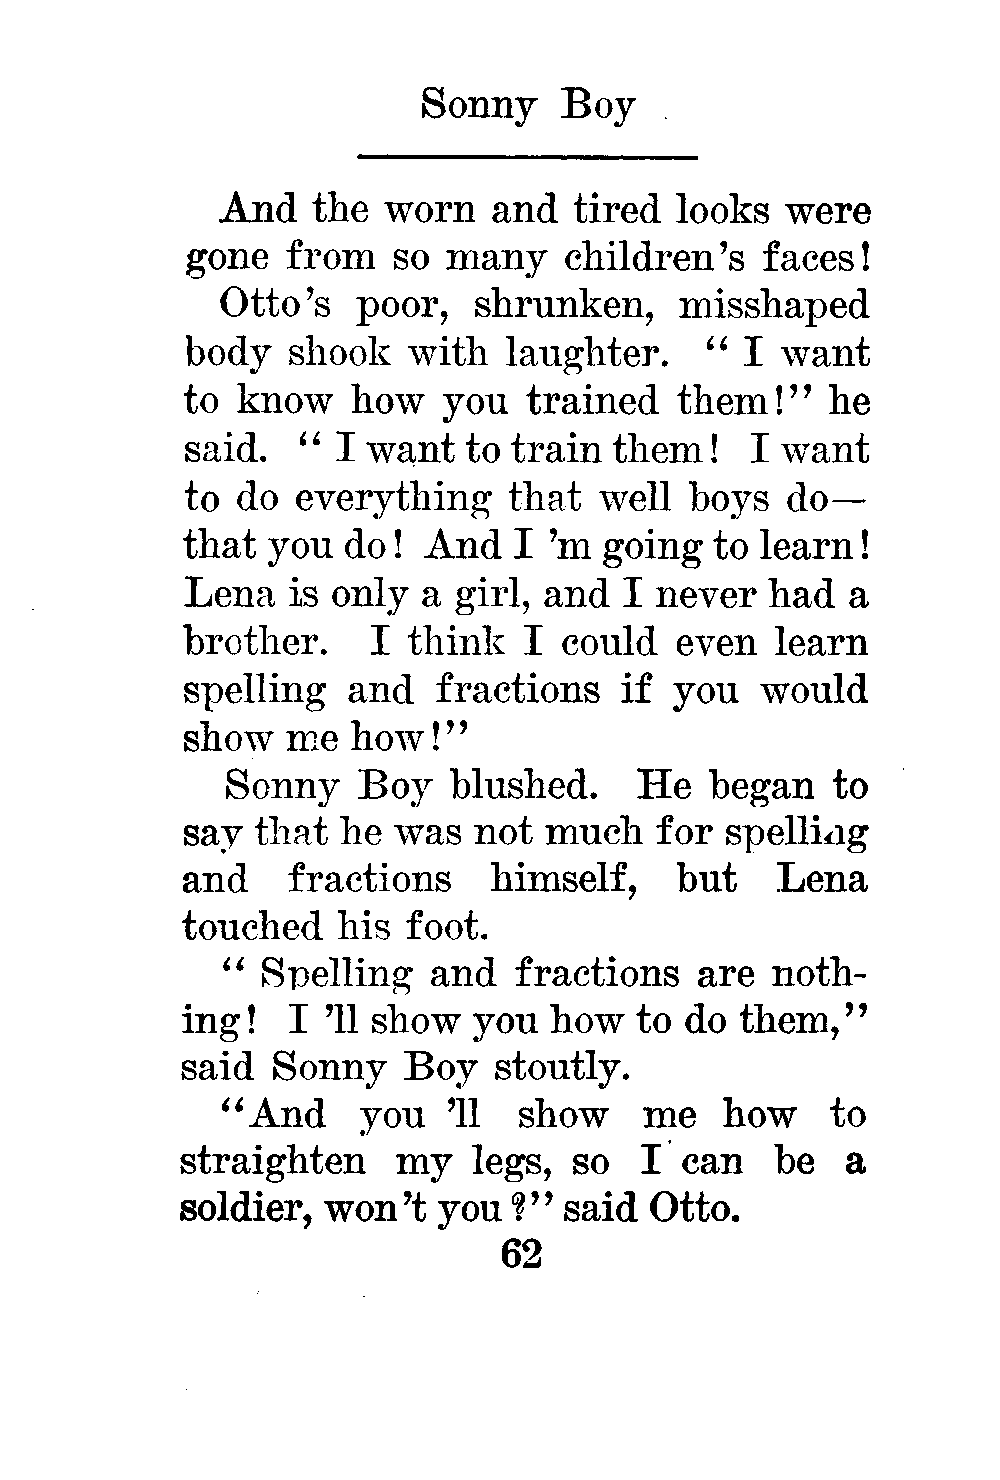 Sonny Boy
And the worn and tired looks were
gone from so many children's faces!
Otto's poor, shrunken, misshaped
body shook with laughter. " I want
to know how you trained them!" he
said. " I want to train them! I want
to do everything that well boys do—
that you do! And I 'm going to learn!
Lena is only a girl, and I never had a
brother. I think I could even learn
spelling and fractions if you would
show me how!"
Sonny Boy blushed. He began to
say that he was not much for spelling
and fractions himself, but Lena
touched his foot.
" Spelling and fractions are noth-
ing! I 'll show you how to do them,"
said Sonny Boy stoutly.
"And you 'll show me how to
straighten my legs, so I can be a
soldier, won't you?" said Otto.
62